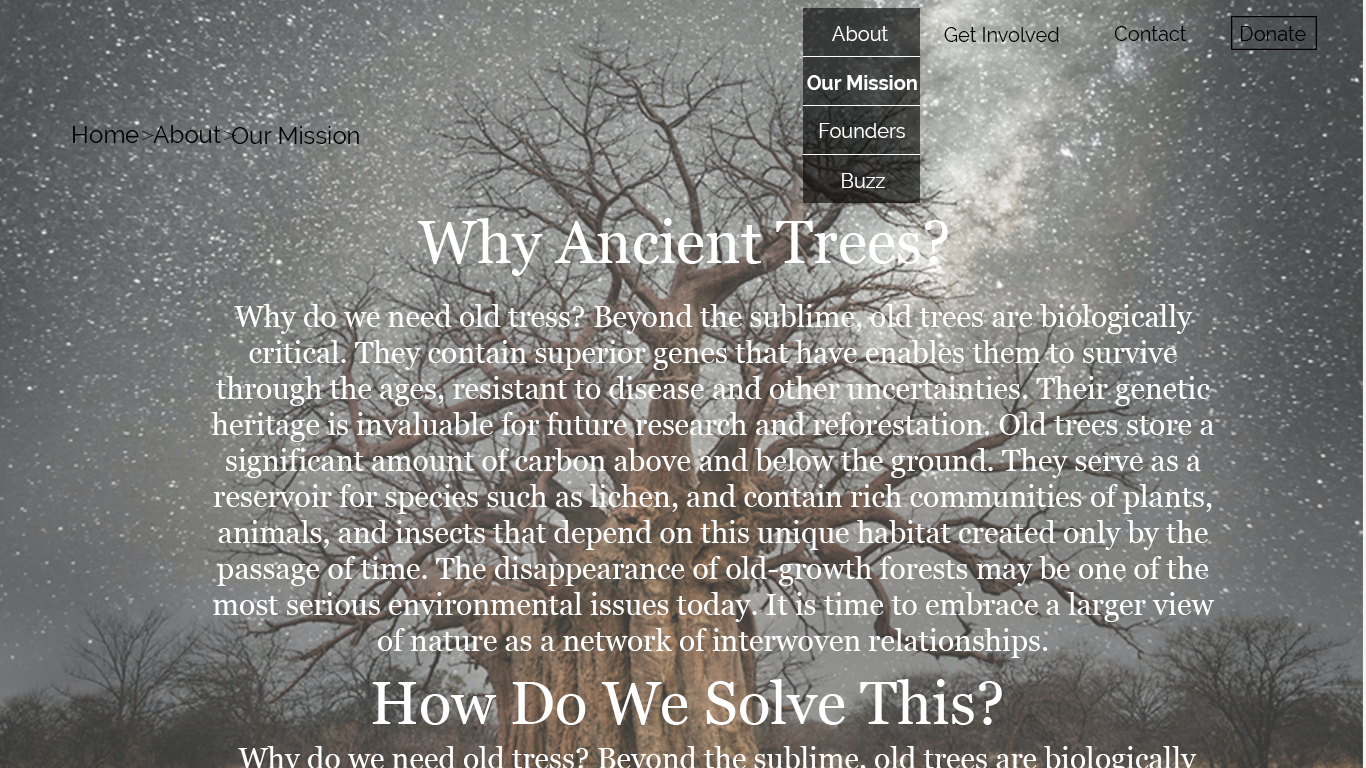 About
Get Involved
Contact
Donate
Our Mission
Founders
Buzz
Home > About > Our Mission
Why Ancient Trees?
Why do we need old tress? Beyond the sublime, old trees are biologically
critical. They contain superior genes that have enables them to survive
through the ages, resistant to disease and other uncertainties. Their genetic
heritage is invaluable for future research and reforestation. Old trees store a
significant amount of carbon above and below the ground. They serve as a
reservoir for species such as lichen, and contain rich communities of plants,
animals, and insects that depend on this unique habitat created only by the
passage of time. The disappearance of old-growth forests may be one of the
most serious environmental issues today. It is time to embrace a larger view
of nature as a network of interwoven relationships.
How Do We Solve This?
Why do we need old tress? Beyond the sublime, old trees are biologically